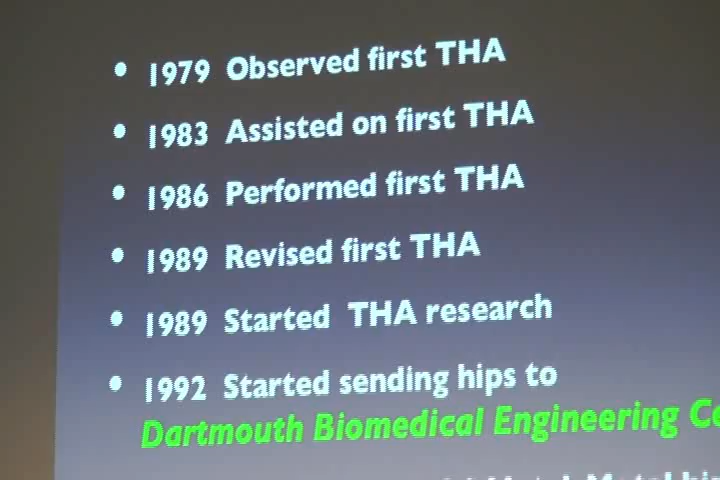 • 1979 Observed first THA
• 1983 Assisted on first THA
• 1986 Performed first THA
• 1989 Revised first THA
• 1989 Started THA research
• 1992 Started sending hips to
Dartmouth Biomedical Engineering